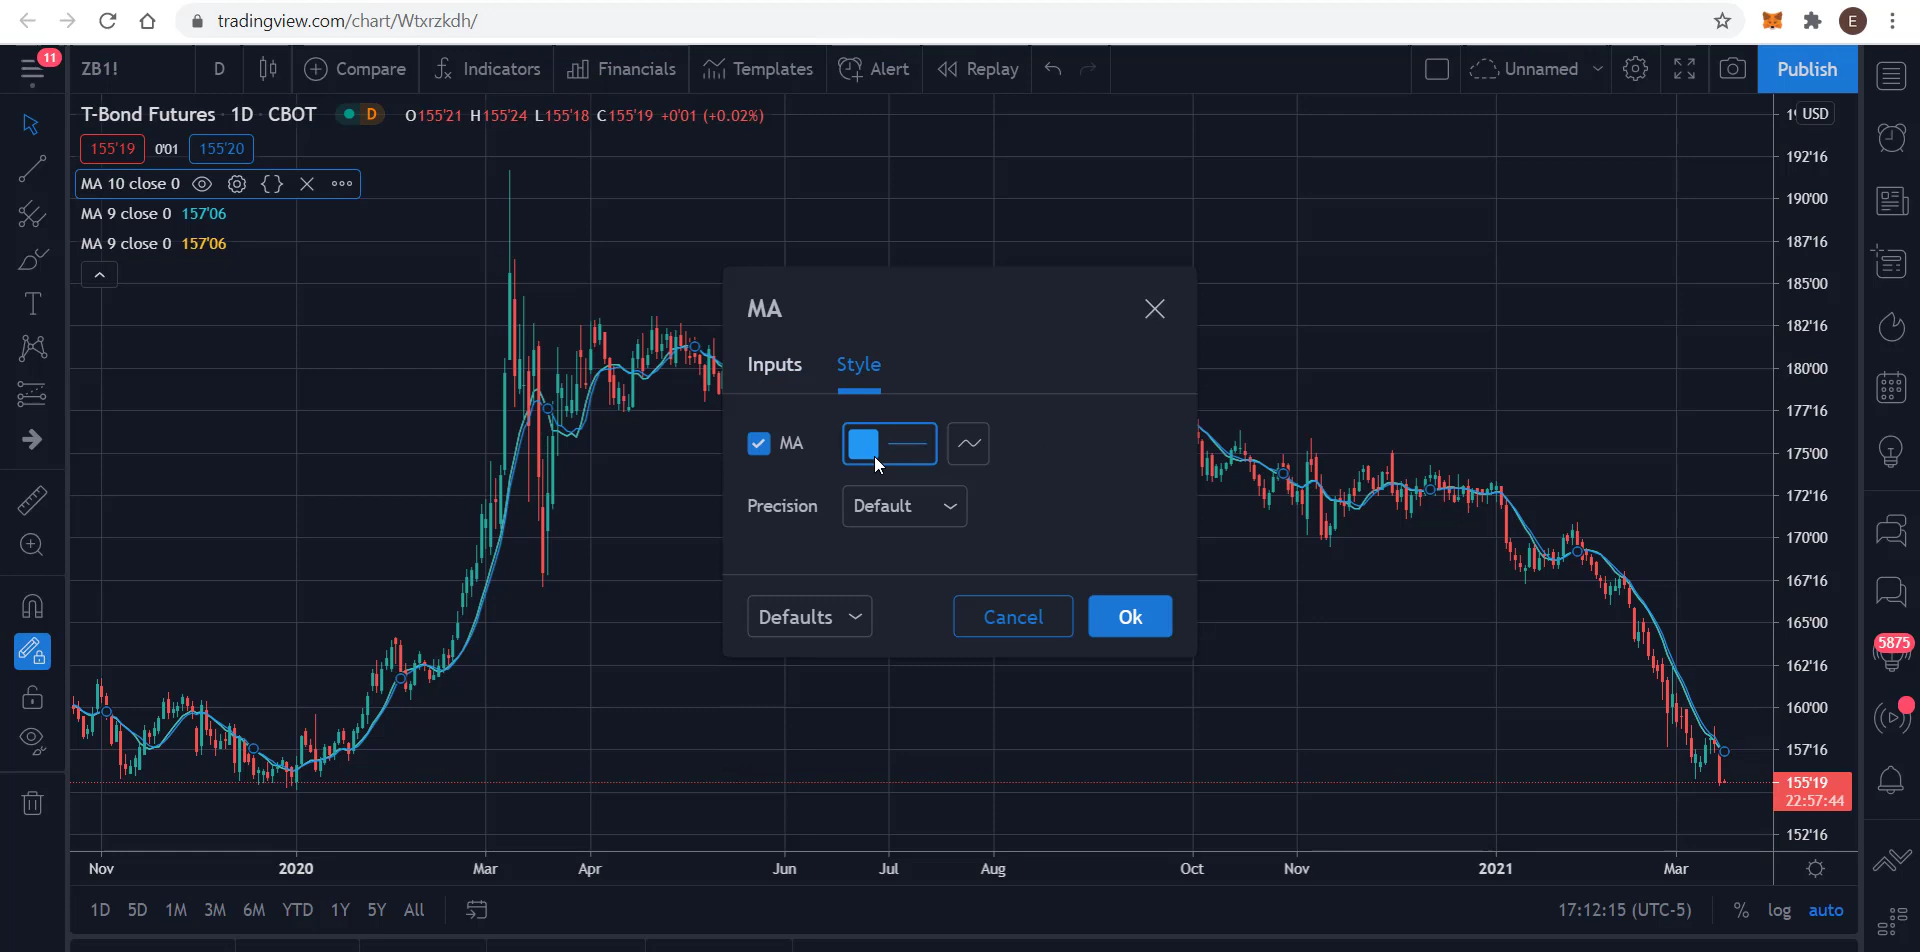 tradingview.com/chart/Wtxrzkdh/
E
11
ZB1!
D
Compare
Indicators
Financials
Templates
Alert
Replay
Unnamed
Publish
T-Bond Futures 1D CBOT
D
O155'21 H155'24 L155'18 C155'19 +0'01 (+0.02%)
USD
155'19
0'01
155'20
MA 10 close 0
MA 9 close 0 157'06
MA 9 close 0 157'06
192'16
190'00
187'16
185'00
182'16
180'00
177'16
175'00
172'16
170'00
167'16
165'00
162'16
160'00
157'16
155'19
22:57:44
152'16
MA
Inputs
Style
MA
Precision
Default
Defaults
Cancel
Ok
5875
Nov
2020
Mar
Apr
Jun
Jul
Aug
Oct
Nov
2021
Mar
1D
5D
1M
3M
6M
YTD
1Y
5Y
All
17:12:15 (UTC-5)
%
log
auto